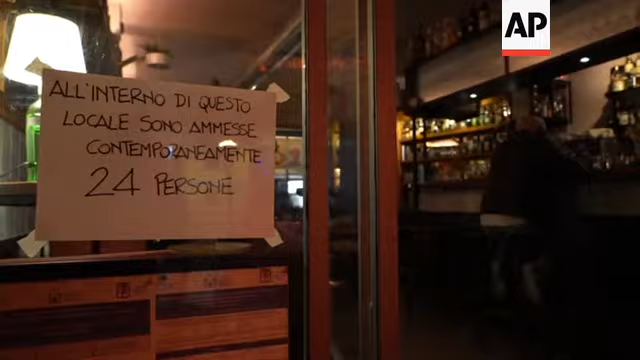 AP
ALL'INTERNO DI QUESTO
LOCALE SONO AMMESSE
CONTEMPORANEAMENTE
24 PERSONE